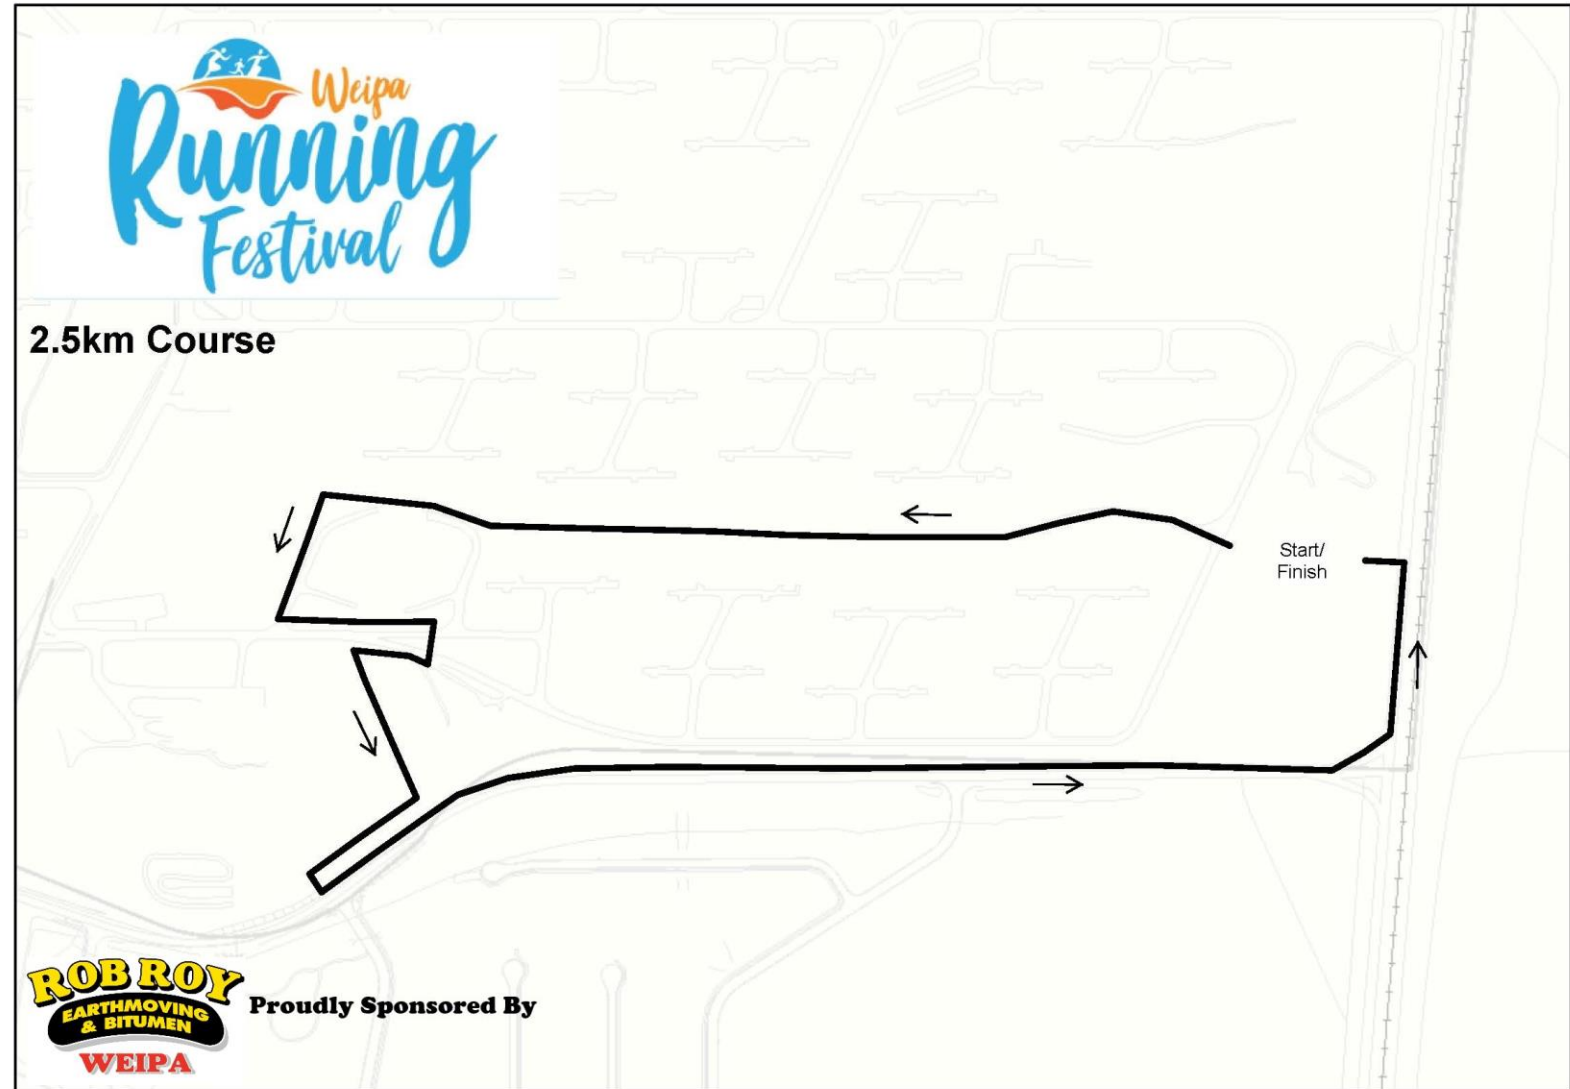 Weipa
Running
Festival
2.5km Course
Start/
Finish
ROB ROY
EARTHMOVING
& BITUMEN
WEIPA
Proudly Sponsored By